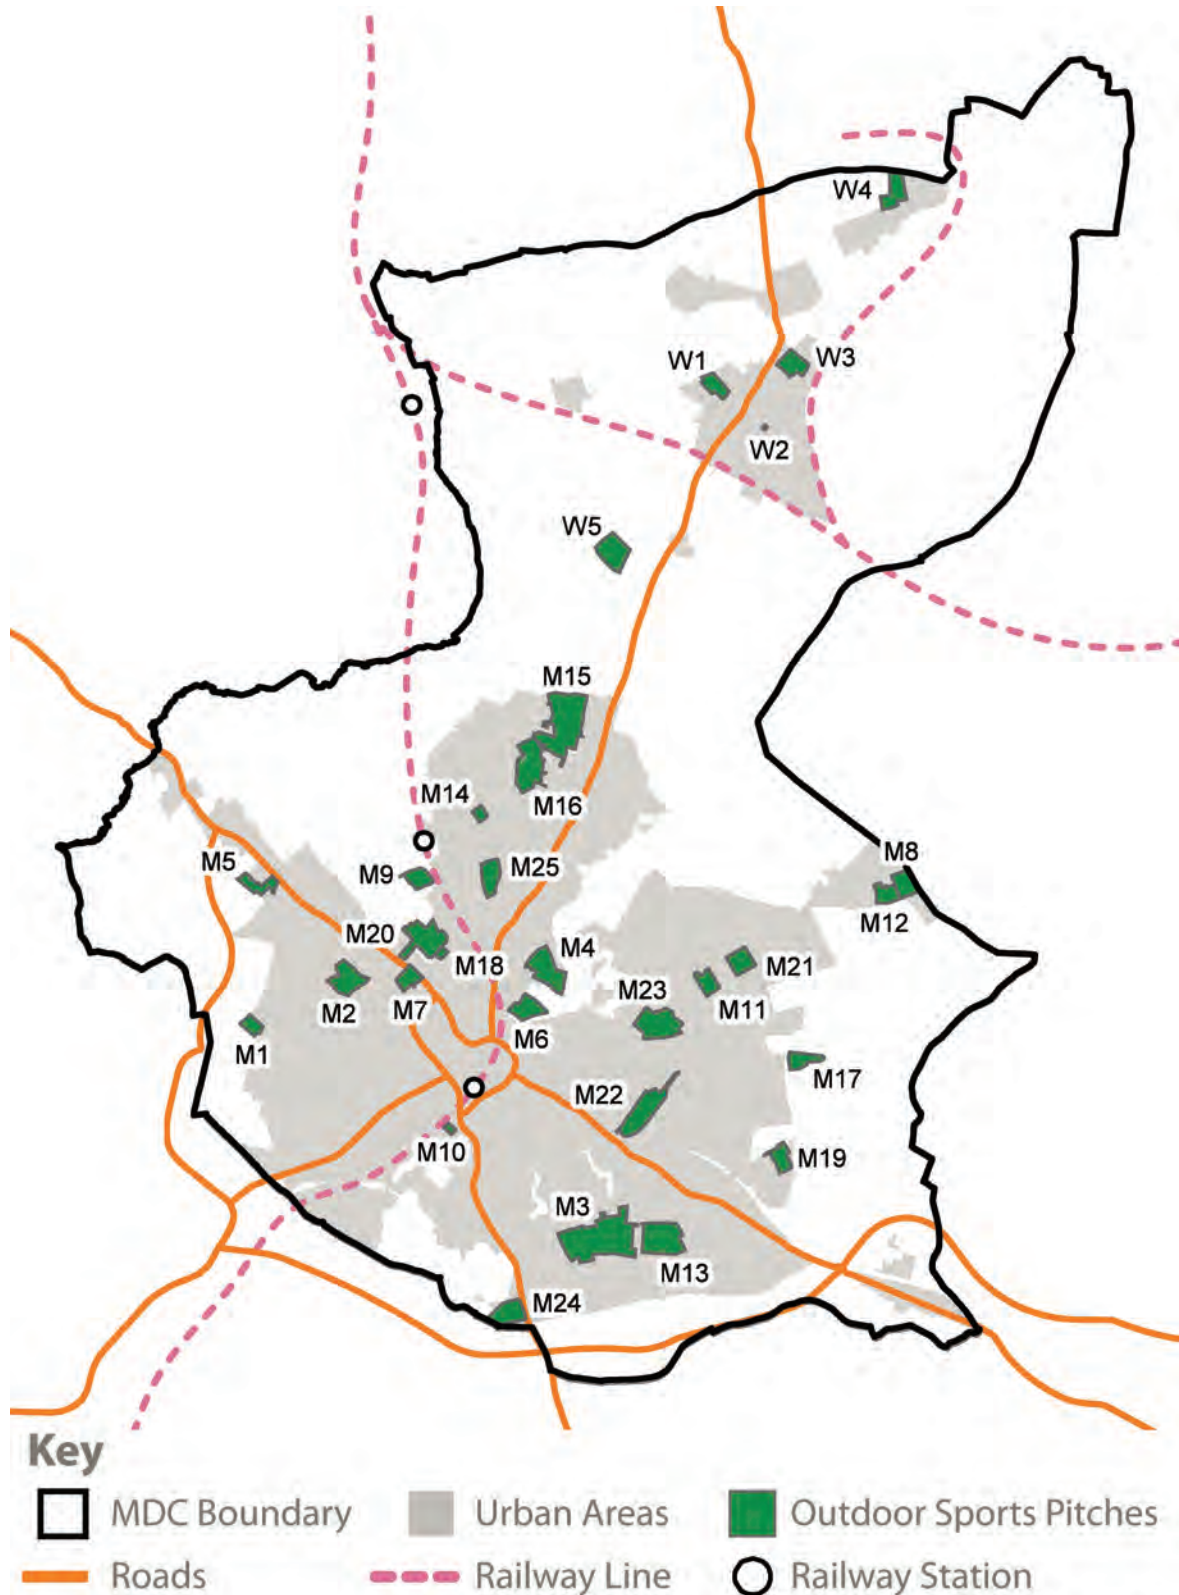 W4
W1
W3
W2
W5
M15
M14
M16
M5
M9
M25
M8
M12
M20
M18
M4
M21
M2
M7
M23
M11
M6
M1
M17
M22
M10
M19
M3
M13
M24
Key
MDC Boundary
Urban Areas
Outdoor Sports Pitches
Roads
Railway Line
Railway Station